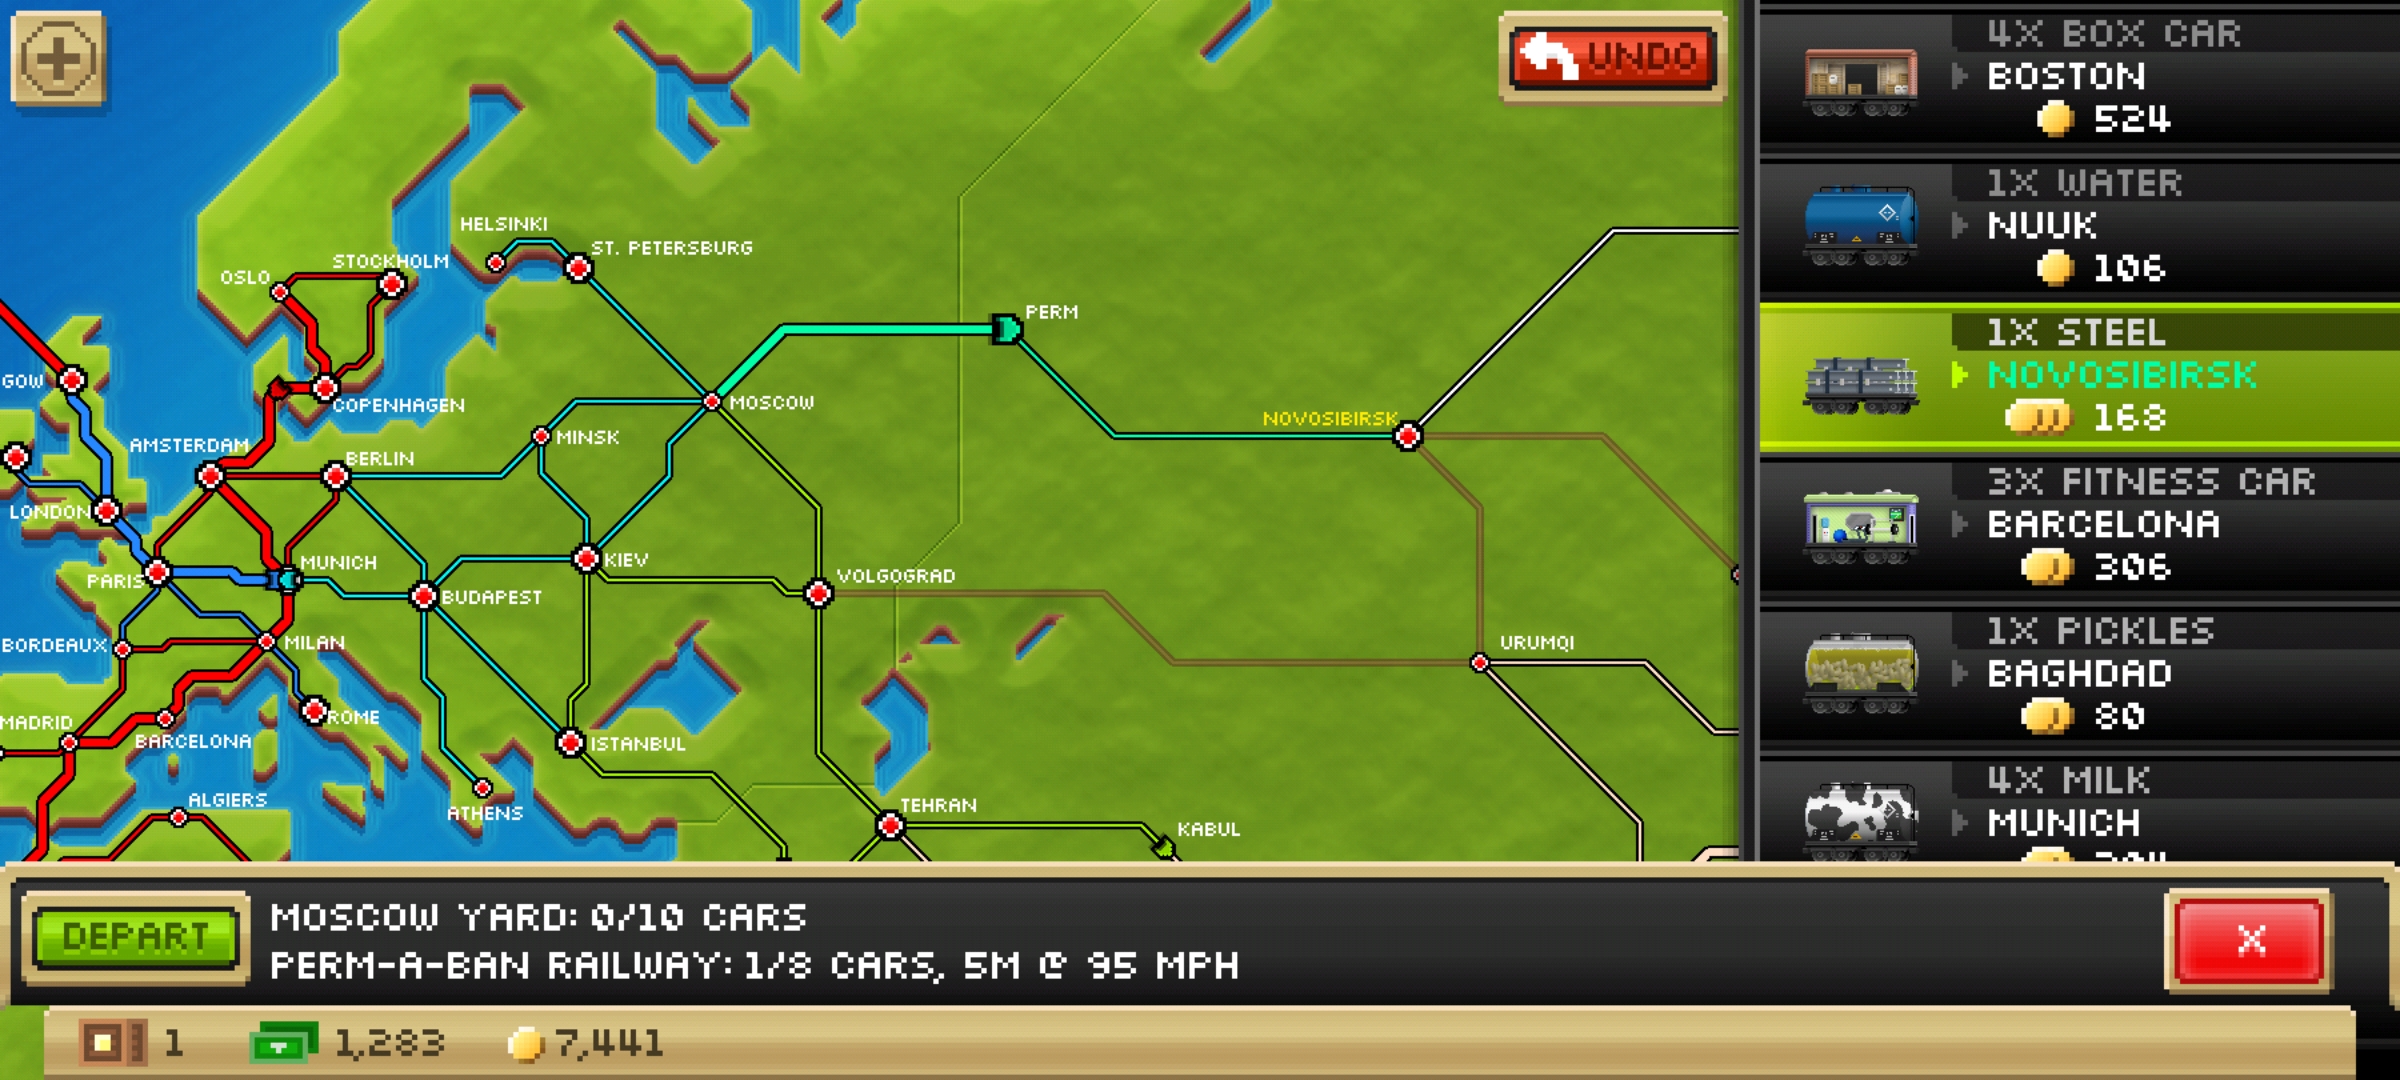 UNDO
HELSINKI
ST. PETERSBURG
STOCKHOLM
OSLO
PERM
GOW
COPENHAGEN
MOSCOW
NOVOSIBIRSK
MINSK
AMSTERDAM
BERLIN
LONDON
MUNICH
KIEV
PARIS
VOLGOGRAD
BUDAPEST
BORDEAUX
MILAN
URUMQI
MADRID
ROME
BARCELONA
ISTANBUL
ALGIERS
ATHENS
TEHRAN
KABUL
4X BOX CAR
BOSTON
524
1X WATER
NUUK
106
1X STEEL
NOVOSIBIRSK
168
3X FITNESS CAR
BARCELONA
306
1X PICKLES
BAGHDAD
80
4X MILK
MUNICH
DEPART
MOSCOW YARD: 0/10 CARS
PERM-A-BAN RAILWAY: 1/8 CARS, 5M @ 95 MPH
X
1
1,283
7,441